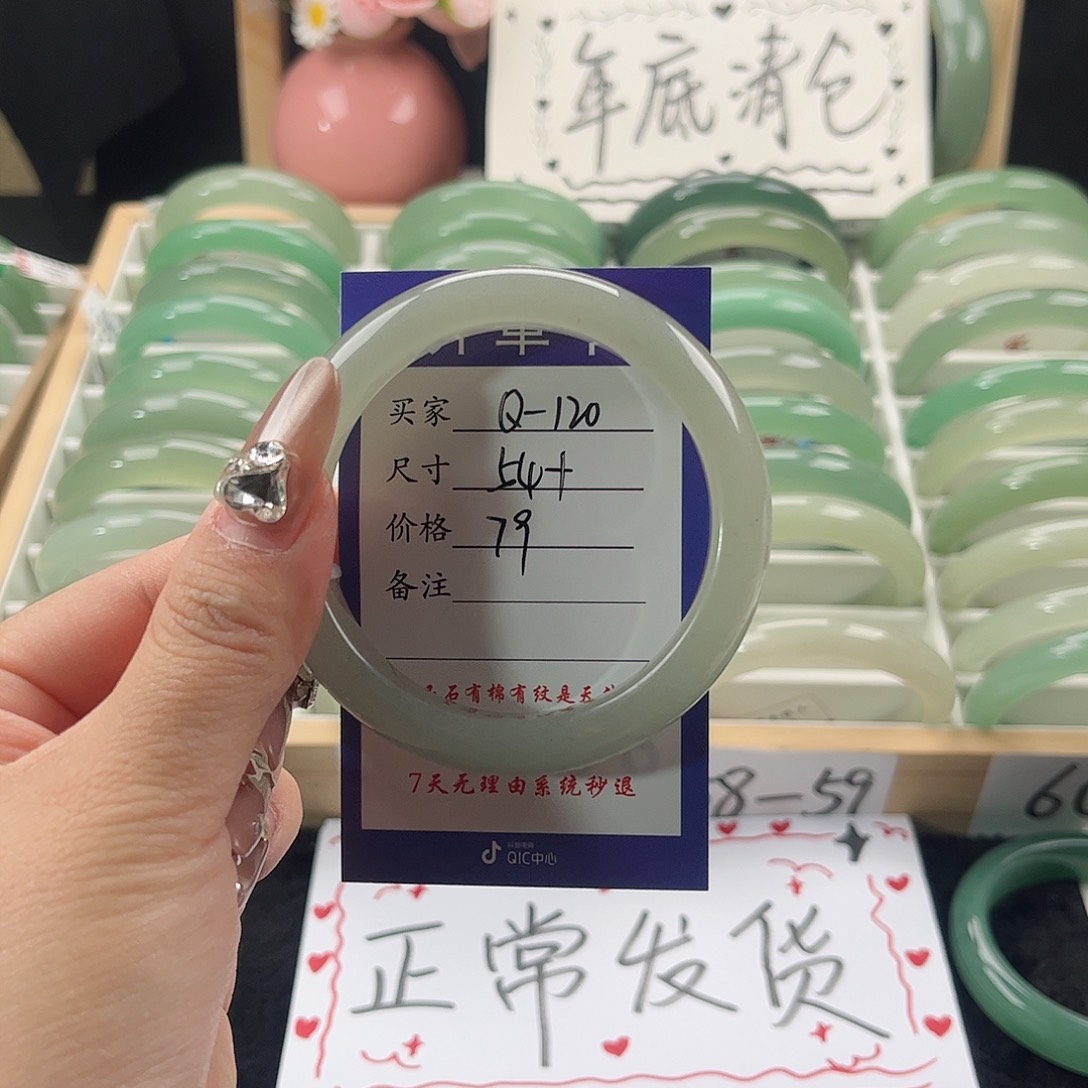 年底清仓
买家 Q-120
尺寸 54+
价格 79
备注
石有棉有纹是天
7天无理由系统秒退
QIC中心
8-59
正常发货